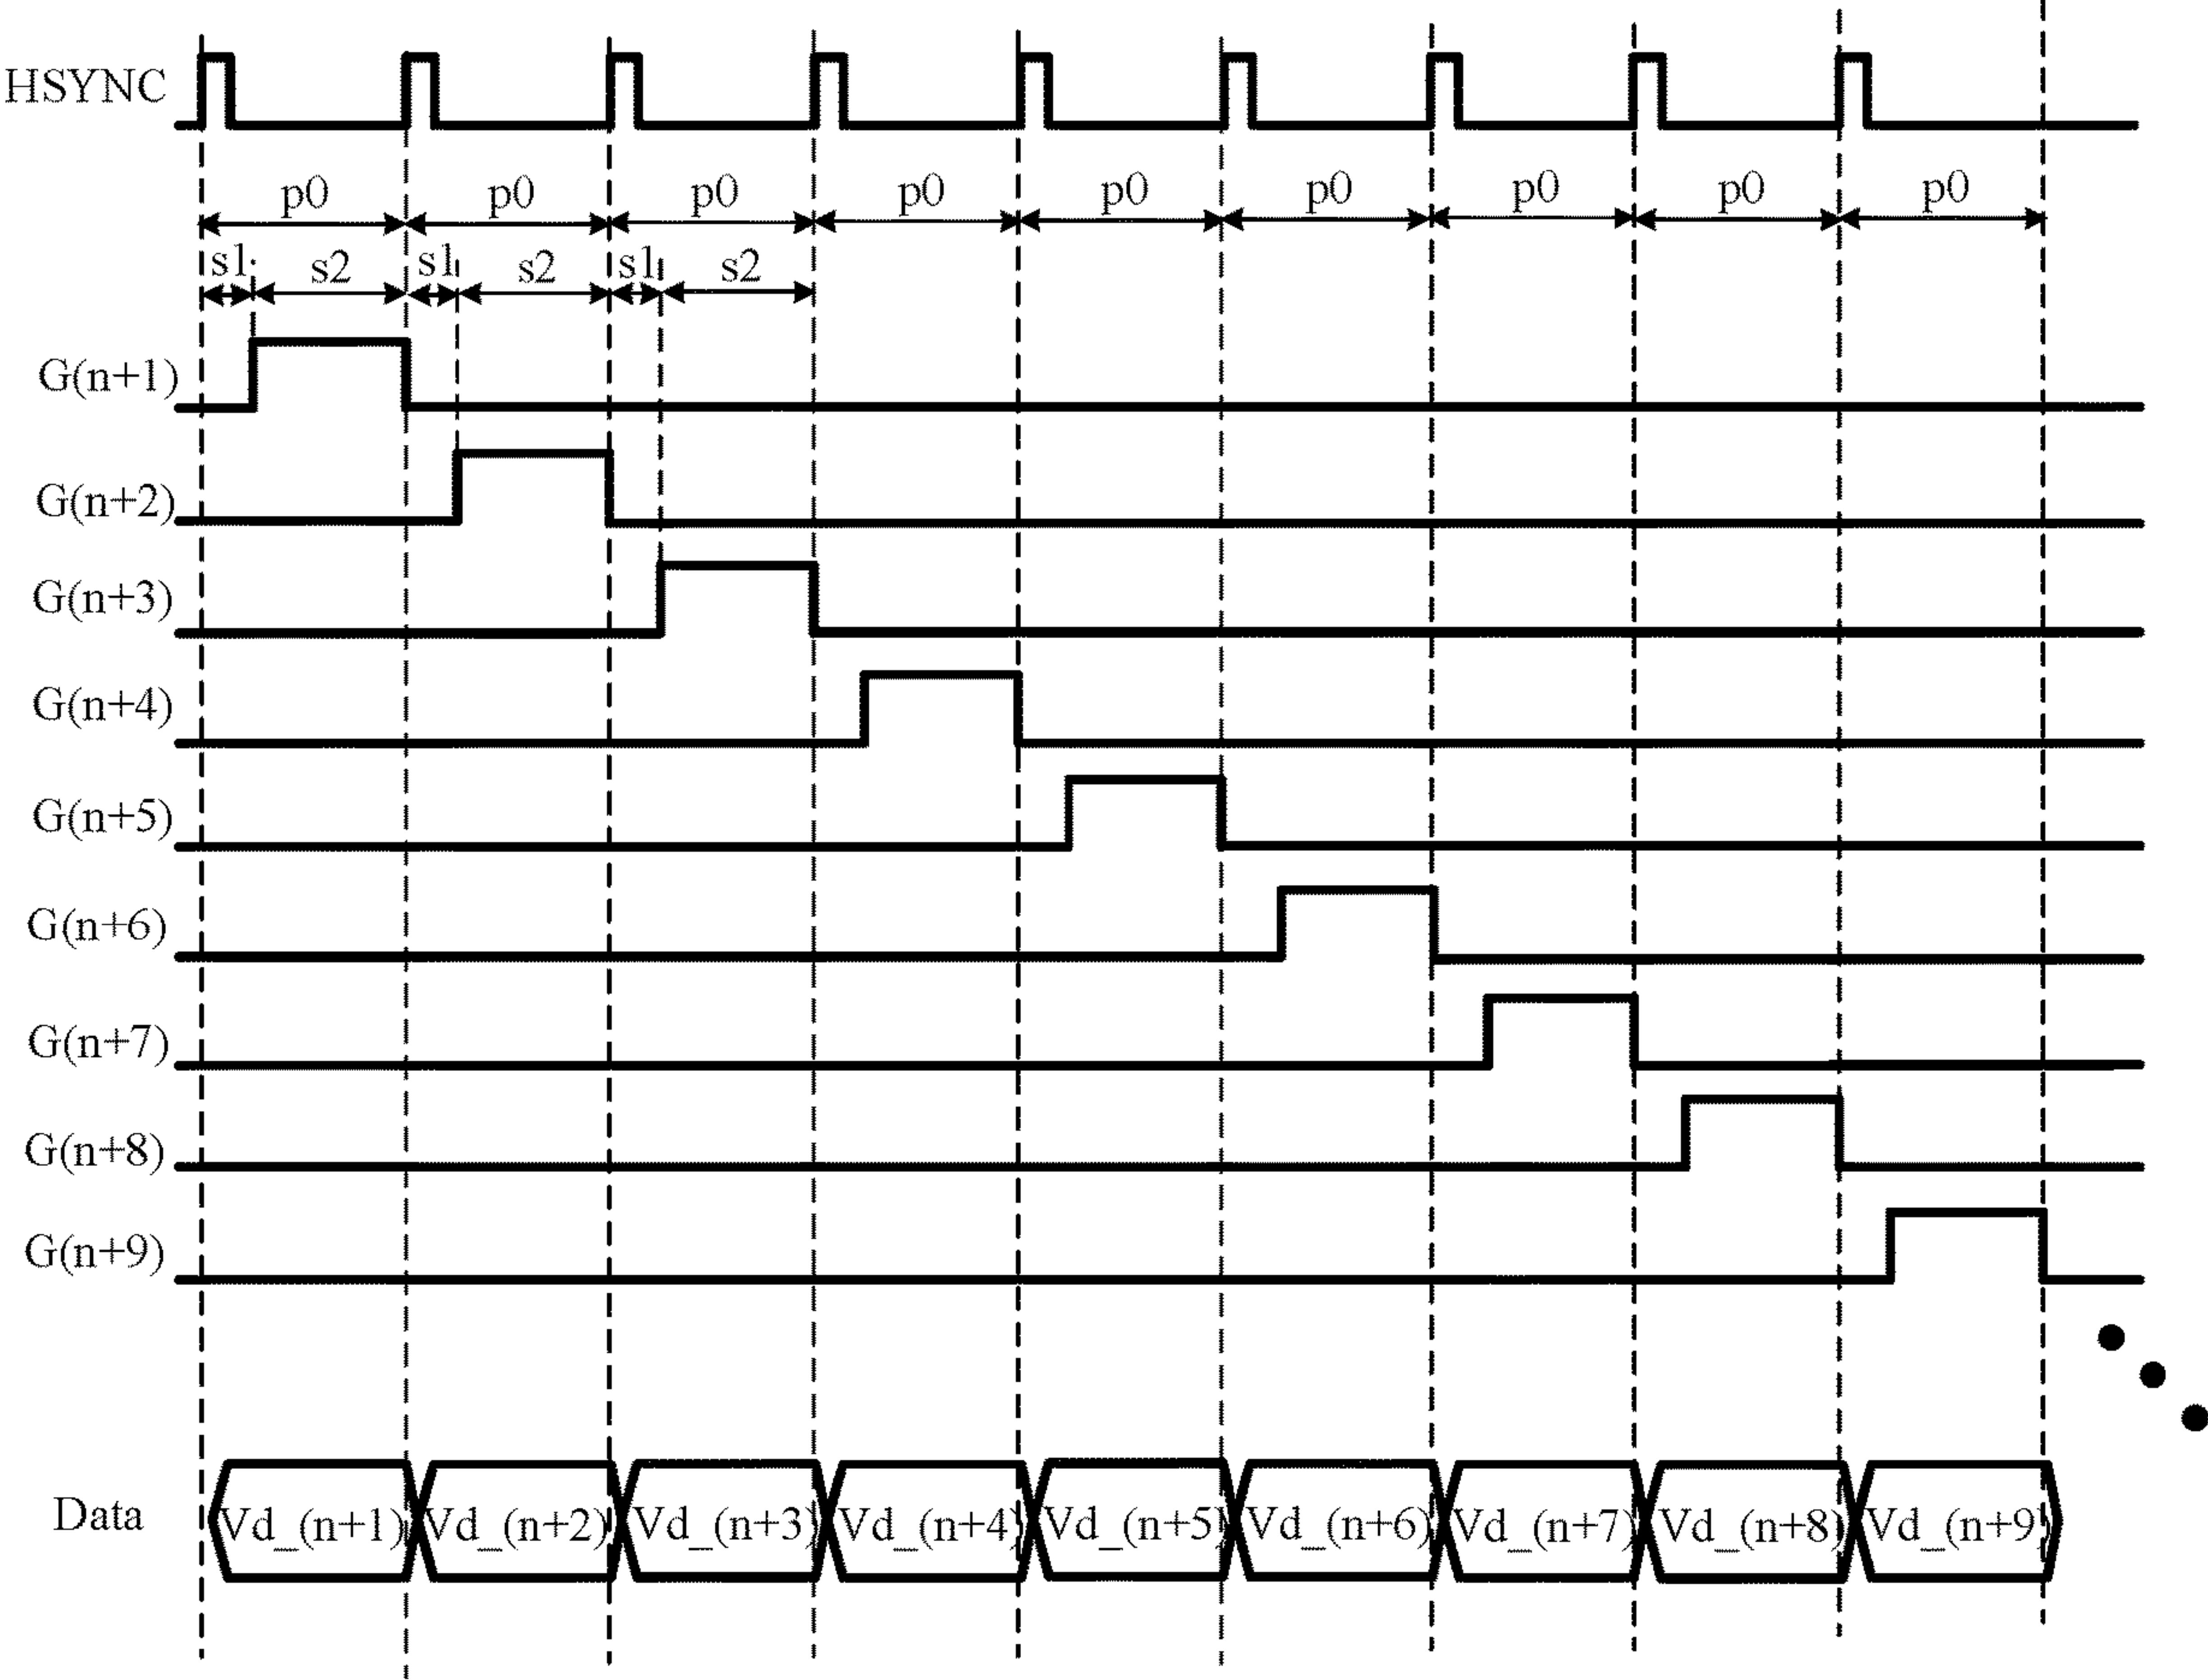 HSYNC
p0 p0 p0 p0 p0 p0 p0 p0 p0
s1 s2 s1 s2 s1 s2
G(n+1)
G(n+2)
G(n+3)
G(n+4)
G(n+5)
G(n+6)
G(n+7)
G(n+8)
G(n+9)
Data Vd_(n+1) Vd_(n+2) Vd_(n+3) Vd_(n+4) Vd_(n+5) Vd_(n+6) Vd_(n+7) Vd_(n+8) Vd_(n+9)